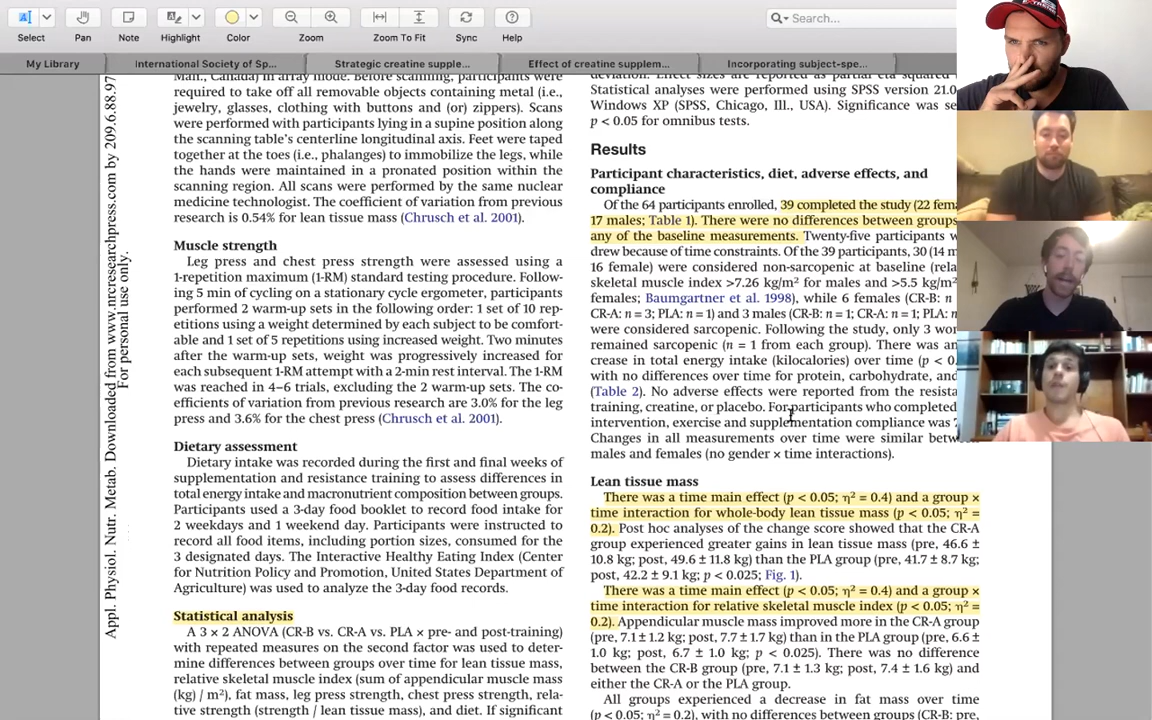 Select
Pan
Note
Highlight
Color
Zoom
Zoom To Fit
Sync
Help
Search...
My Library
International Society of Sp...
Strategic creatine supple...
Effect of creatine supplem...
Incorporating subject-spe...
Appl. Physiol. Nutr. Metab. Downloaded from www.nrcresearchpress.com by 209.6.88.97
For personal use only.
Man., Canada) in array mode. Before scanning, participants were
required to take off all removable objects containing metal (i.e.,
jewelry, glasses, clothing with buttons and (or) zippers). Scans
were performed with participants lying in a supine position along
the scanning table's centerline longitudinal axis. Feet were taped
together at the toes (i.e., phalanges) to immobilize the legs, while
the hands were maintained in a pronated position within the
scanning region. All scans were performed by the same nuclear
medicine technologist. The coefficient of variation from previous
research is 0.54% for lean tissue mass (Chrusch et al. 2001).
Muscle strength
Leg press and chest press strength were assessed using a
1-repetition maximum (1-RM) standard testing procedure. Follow-
ing 5 min of cycling on a stationary cycle ergometer, participants
performed 2 warm-up sets in the following order: 1 set of 10 rep-
etitions using a weight determined by each subject to be comfort-
able and 1 set of 5 repetitions using increased weight. Two minutes
after the warm-up sets, weight was progressively increased for
each subsequent 1-RM attempt with a 2-min rest interval. The 1-RM
was reached in 4–6 trials, excluding the 2 warm-up sets. The co-
efficients of variation from previous research are 3.0% for the leg
press and 3.6% for the chest press (Chrusch et al. 2001).
Dietary assessment
Dietary intake was recorded during the first and final weeks of
supplementation and resistance training to assess differences in
total energy intake and macronutrient composition between groups.
Participants used a 3-day food booklet to record food intake for
2 weekdays and 1 weekend day. Participants were instructed to
record all food items, including portion sizes, consumed for the
3 designated days. The Interactive Healthy Eating Index (Center
for Nutrition Policy and Promotion, United States Department of
Agriculture) was used to analyze the 3-day food records.
Statistical analysis
A 3 × 2 ANOVA (CR-B vs. CR-A vs. PLA × pre- and post-training)
with repeated measures on the second factor was used to deter-
mine differences between groups over time for lean tissue mass,
relative skeletal muscle index (sum of appendicular muscle mass
(kg) / m²), fat mass, leg press strength, chest press strength, rela-
tive strength (strength / lean tissue mass), and diet. If significant
deviation. Effect sizes are reported as partial eta squared
Statistical analyses were performed using SPSS version 21.0
Windows XP (SPSS, Chicago, Ill., USA). Significance was se
p < 0.05 for omnibus tests.
Results
Participant characteristics, diet, adverse effects, and
compliance
Of the 64 participants enrolled, 39 completed the study (22 fema
17 males; Table 1). There were no differences between groups
any of the baseline measurements. Twenty-five participants w
drew because of time constraints. Of the 39 participants, 30 (14 m
16 female) were considered non-sarcopenic at baseline (rela
skeletal muscle index >7.26 kg/m² for males and >5.5 kg/m²
females; Baumgartner et al. 1998), while 6 females (CR-B: n
CR-A: n = 3; PLA: n = 1) and 3 males (CR-B: n = 1; CR-A: n = 1; PLA: n =
were considered sarcopenic. Following the study, only 3 wor
remained sarcopenic (n = 1 from each group). There was an
crease in total energy intake (kilocalories) over time (p < 0.
with no differences over time for protein, carbohydrate, and
(Table 2). No adverse effects were reported from the resista
training, creatine, or placebo. For participants who completed
intervention, exercise and supplementation compliance was
Changes in all measurements over time were similar betw
males and females (no gender × time interactions).
Lean tissue mass
There was a time main effect (p < 0.05; η² = 0.4) and a group ×
time interaction for whole-body lean tissue mass (p < 0.05; η² =
0.2). Post hoc analyses of the change score showed that the CR-A
group experienced greater gains in lean tissue mass (pre, 46.6 ±
10.8 kg; post, 49.6 ± 11.8 kg) than the PLA group (pre, 41.7 ± 8.7 kg;
post, 42.2 ± 9.1 kg; p < 0.025; Fig. 1).
There was a time main effect (p < 0.05; η² = 0.4) and a group ×
time interaction for relative skeletal muscle index (p < 0.05; η² =
0.2). Appendicular muscle mass improved more in the CR-A group
(pre, 7.1 ± 1.2 kg; post, 7.7 ± 1.7 kg) than in the PLA group (pre, 6.6 ±
1.0 kg; post, 6.7 ± 1.0 kg; p < 0.025). There was no difference
between the CR-B group (pre, 7.1 ± 1.3 kg; post, 7.4 ± 1.6 kg) and
either the CR-A or the PLA group.
All groups experienced a decrease in fat mass over time
(p < 0.05; η² = 0.2), with no differences between groups (CR-B: pre,